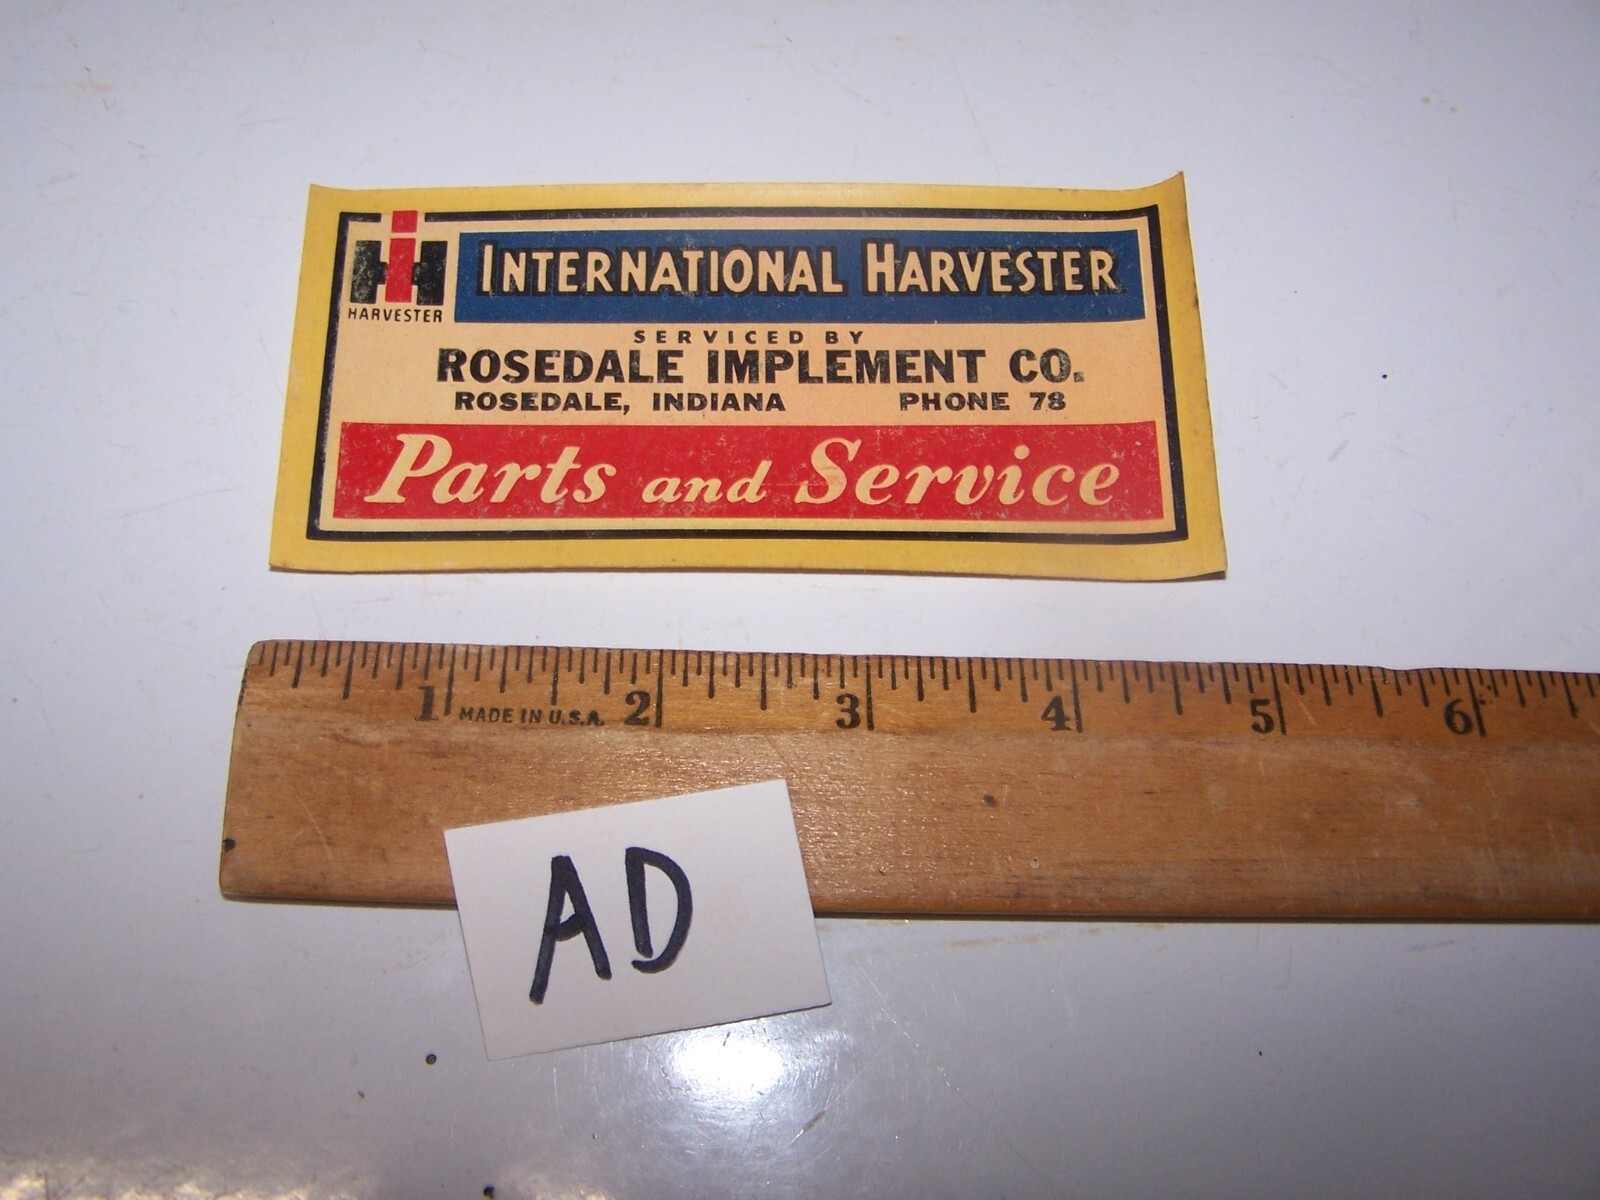 IH
HARVESTER
INTERNATIONAL HARVESTER
SERVICED BY
ROSEDALE IMPLEMENT CO.
ROSEDALE, INDIANA PHONE 78
Parts and Service
1 MADE IN U.S.A. 2 3 4 5 6
AD